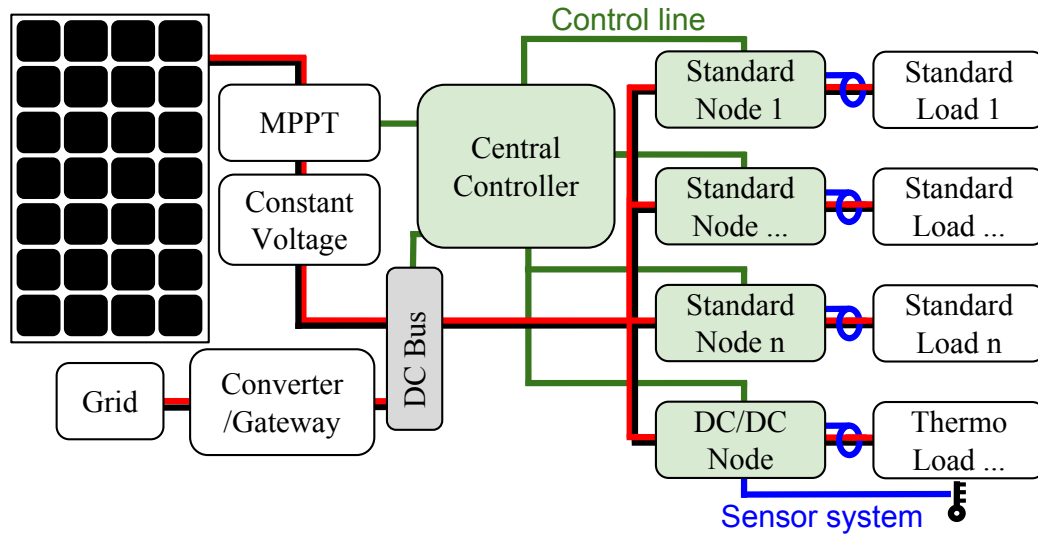 Control line
MPPT
Constant
Voltage
Central
Controller
DC Bus
Grid
Converter
/Gateway
Standard
Node 1
Standard
Load 1
Standard
Node ...
Standard
Load ...
Standard
Node n
Standard
Load n
DC/DC
Node
Thermo
Load ...
Sensor system